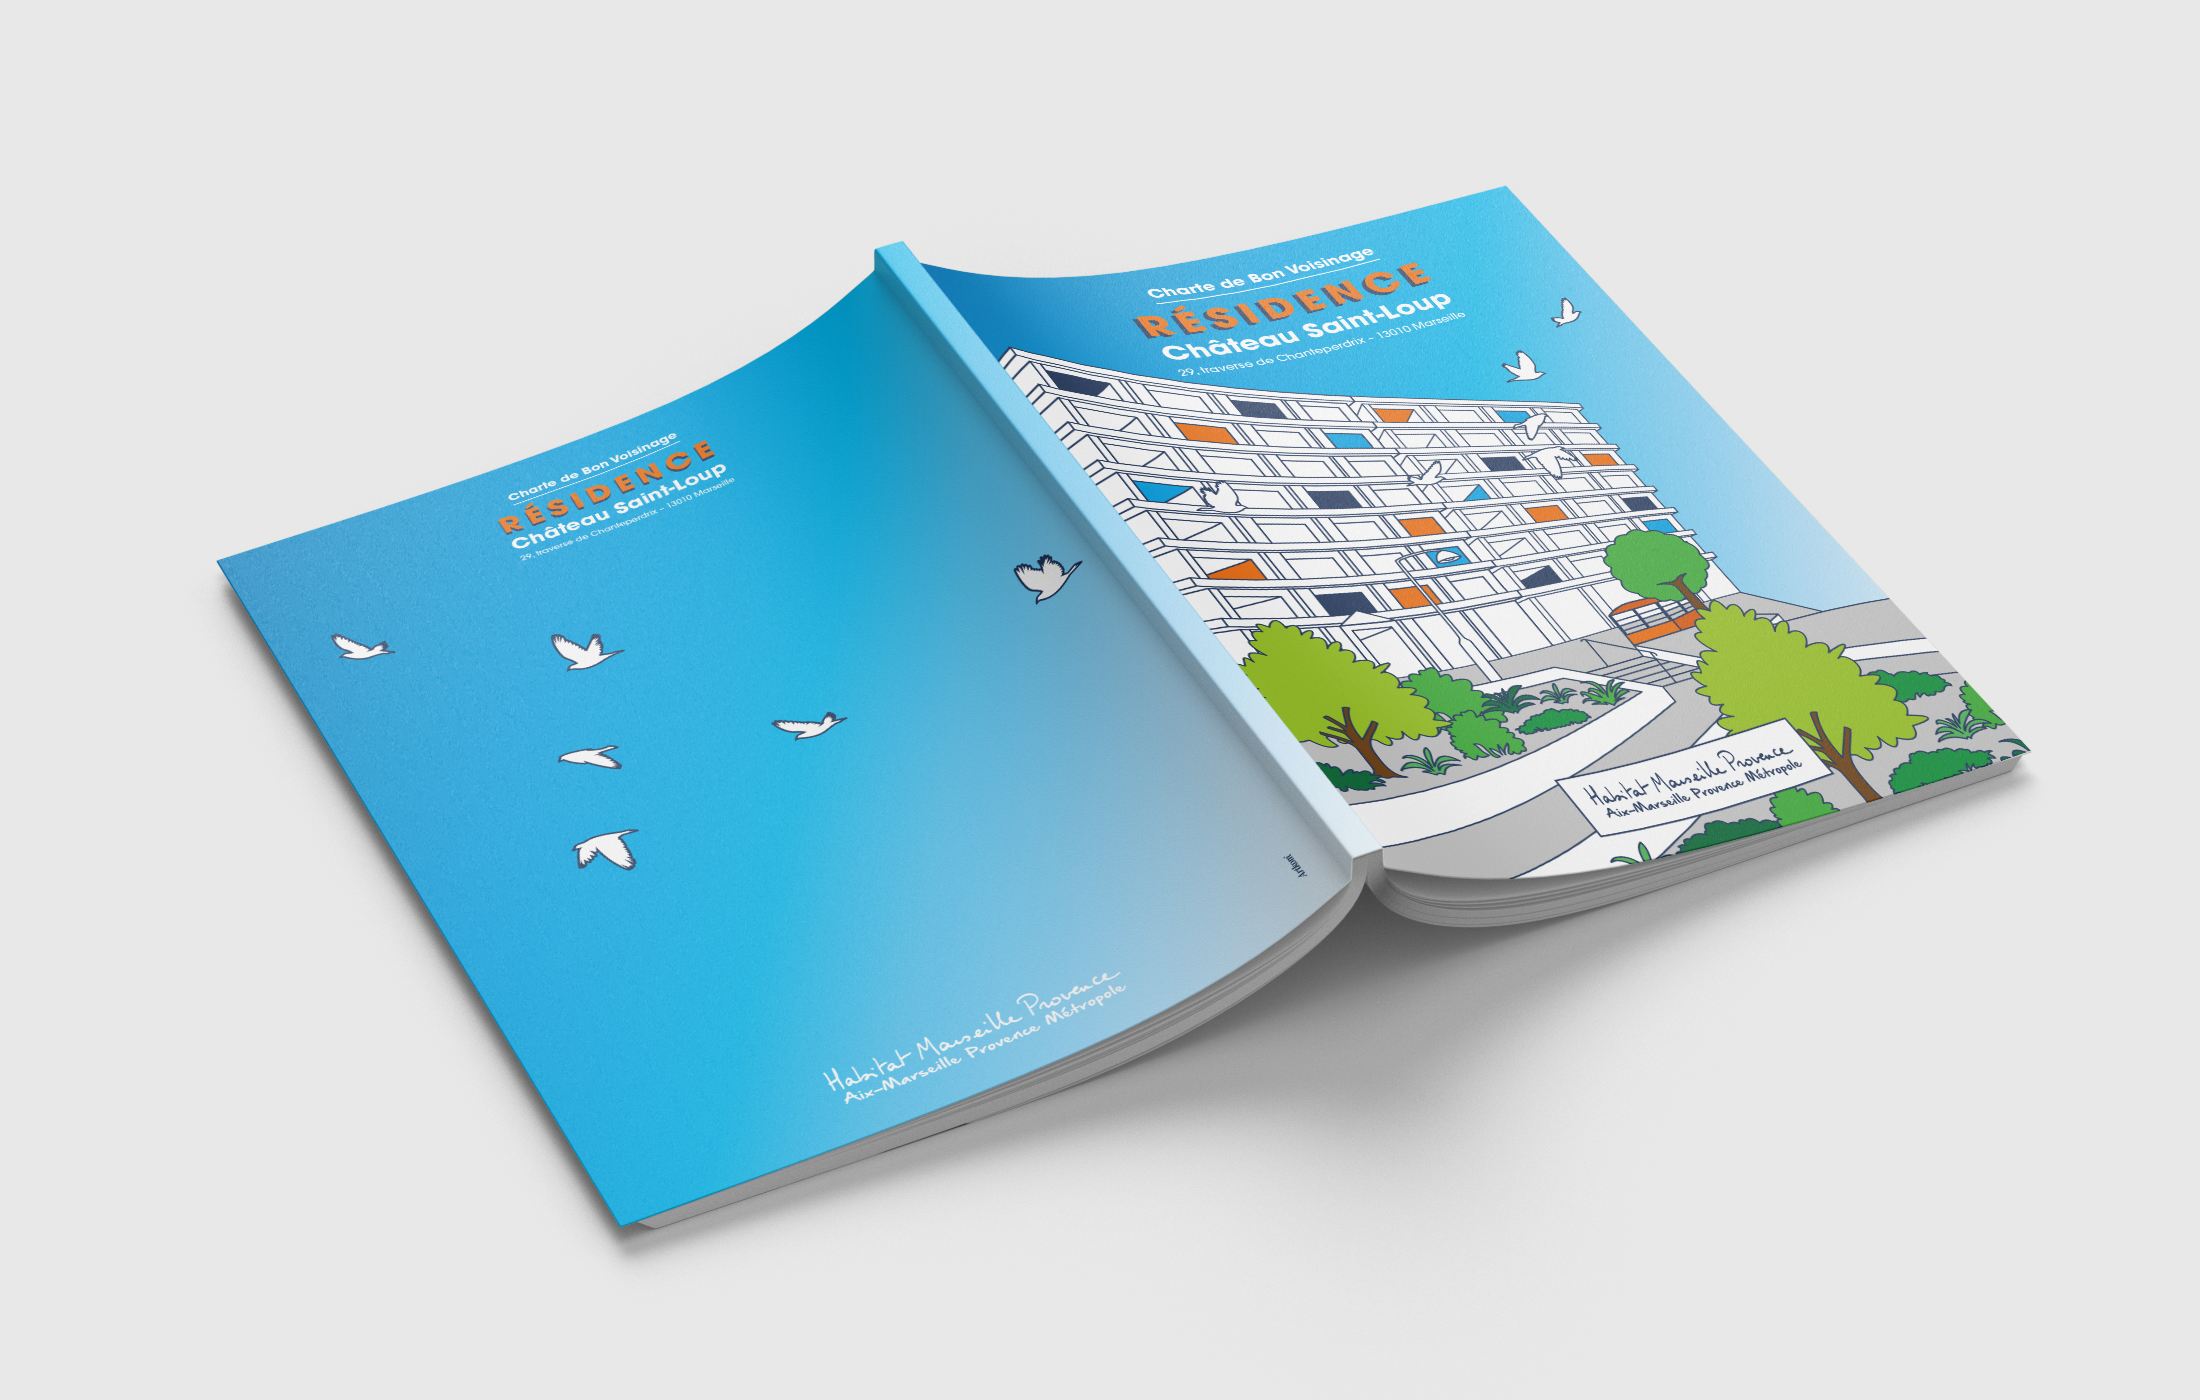 Charte de Bon Voisinage
RÉSIDENCE
Château Saint-Loup
29, traverse de Chanteperdrix - 13010 Marseille
Habitat Marseille Provence
Aix-Marseille Provence Métropole
Charte de Bon Voisinage
RÉSIDENCE
Château Saint-Loup
29, traverse de Chanteperdrix - 13010 Marseille
Habitat Marseille Provence
Aix-Marseille Provence Métropole